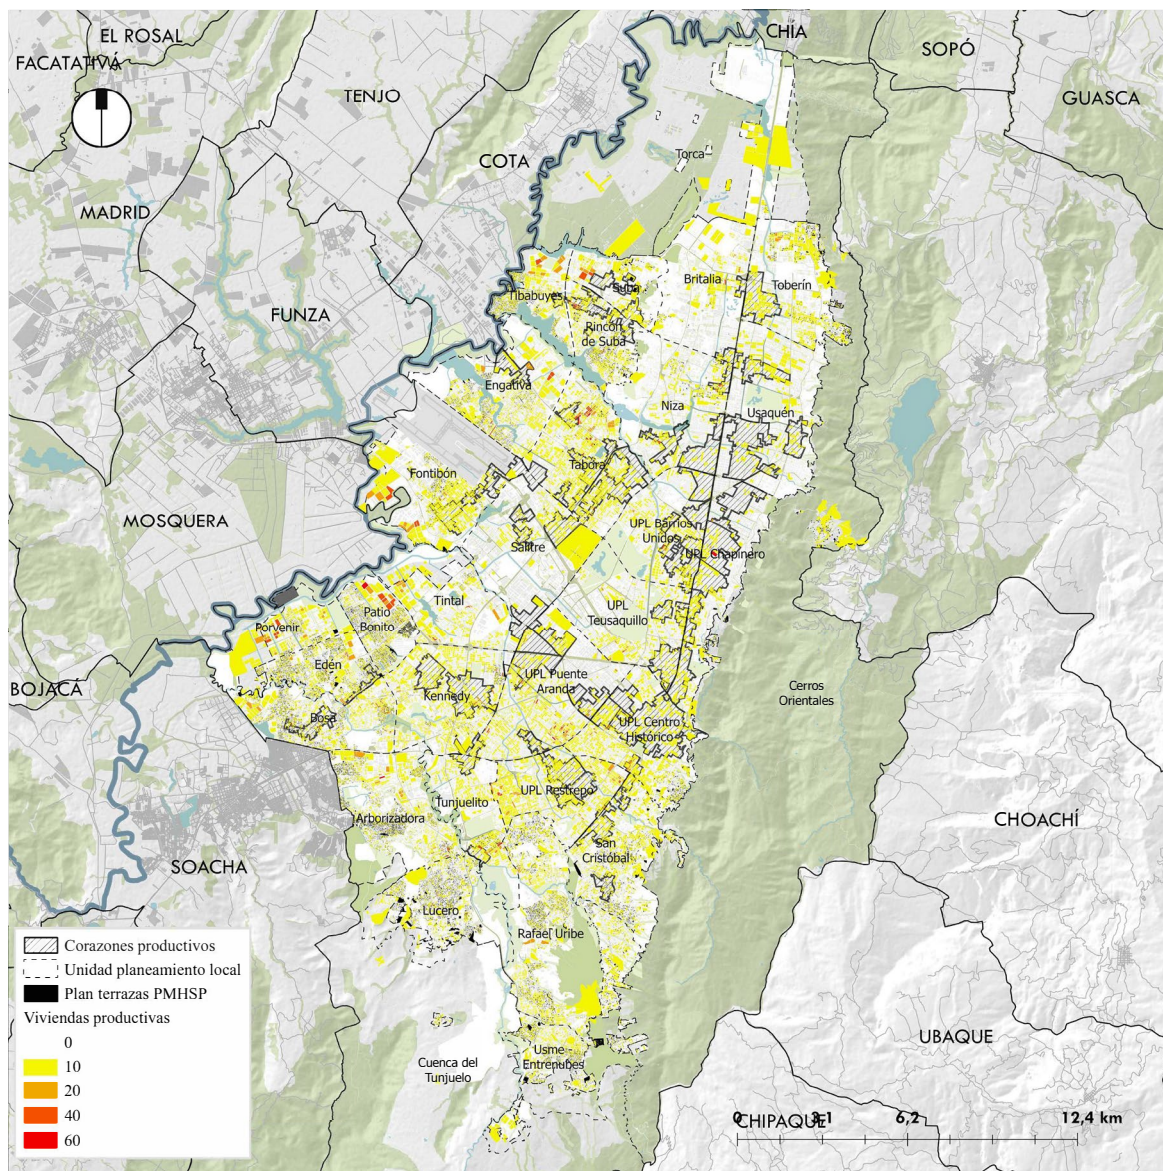 EL ROSAL
CHÍA
SOPÓ
FACATATIVÁ
TENJO
GUASCA
COTA
Torca
MADRID
Britalia
Toberín
Suba
Tibabuyes
FUNZA
Rincón
de Suba
Engativá
Niza
Usaquén
Tabora
Fontibón
MOSQUERA
UPL Barrios
Unidos
Salitre
UPL Chapinero
Tintal
Patio
Bonito
UPL
Teusaquillo
Porvenir
Edén
UPL Puente
Aranda
BOJACÁ
Kennedy
Cerros
Orientales
Bosa
UPL Centro
Histórico
UPL Restrepo
Tunjuelito
Arborizadora
CHOACHÍ
San
Cristóbal
SOACHA
Lucero
Rafael Uribe
Corazones productivos
Unidad planeamiento local
Plan terrazas PMHSP
Viviendas productivas
0
10
20
40
60
UBAQUE
Usme -
Entrenubes
Cuenca del
Tunjuelo
CHIPAQUE
0 3,1 6,2 12,4 km